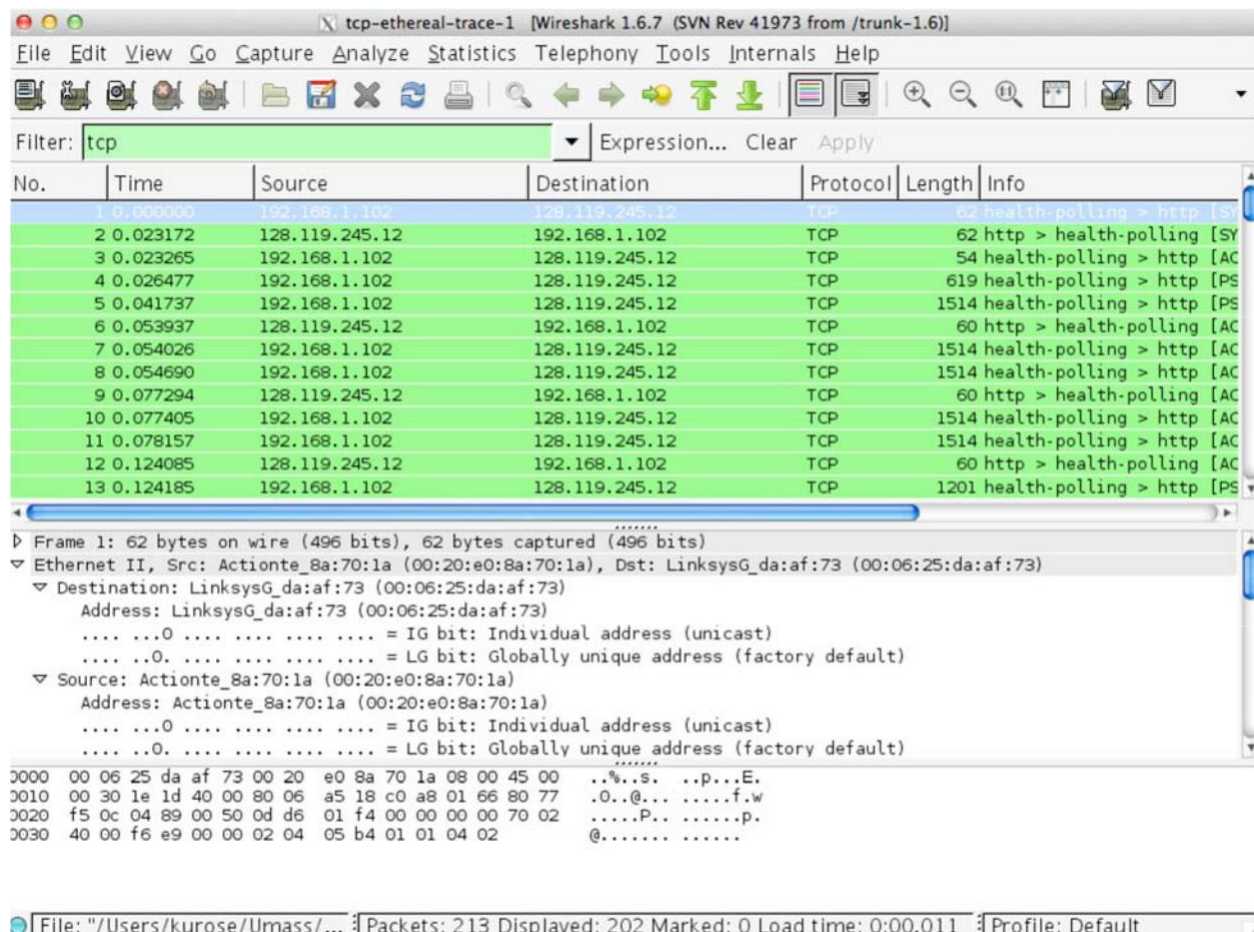 tcp-ethereal-trace-1 [Wireshark 1.6.7 (SVN Rev 41973 from /trunk-1.6)]
File Edit View Go Capture Analyze Statistics Telephony Tools Internals Help
Filter: tcp Expression... Clear Apply
No. Time Source Destination Protocol Length Info
1 0.000000 192.168.1.102 128.119.245.12 TCP 62 health-polling > http [SY
2 0.023172 128.119.245.12 192.168.1.102 TCP 62 http > health-polling [SY
3 0.023265 192.168.1.102 128.119.245.12 TCP 54 health-polling > http [AC
4 0.026477 192.168.1.102 128.119.245.12 TCP 619 health-polling > http [PS
5 0.041737 192.168.1.102 128.119.245.12 TCP 1514 health-polling > http [PS
6 0.053937 128.119.245.12 192.168.1.102 TCP 60 http > health-polling [AC
7 0.054026 192.168.1.102 128.119.245.12 TCP 1514 health-polling > http [AC
8 0.054690 192.168.1.102 128.119.245.12 TCP 1514 health-polling > http [AC
9 0.077294 128.119.245.12 192.168.1.102 TCP 60 http > health-polling [AC
10 0.077405 192.168.1.102 128.119.245.12 TCP 1514 health-polling > http [AC
11 0.078157 192.168.1.102 128.119.245.12 TCP 1514 health-polling > http [AC
12 0.124085 128.119.245.12 192.168.1.102 TCP 60 http > health-polling [AC
13 0.124185 192.168.1.102 128.119.245.12 TCP 1201 health-polling > http [PS
Frame 1: 62 bytes on wire (496 bits), 62 bytes captured (496 bits)
Ethernet II, Src: Actionte_8a:70:1a (00:20:e0:8a:70:1a), Dst: LinksysG_da:af:73 (00:06:25:da:af:73)
Destination: LinksysG_da:af:73 (00:06:25:da:af:73)
Address: LinksysG_da:af:73 (00:06:25:da:af:73)
.... ...0 .... .... .... .... = IG bit: Individual address (unicast)
.... ..0. .... .... .... .... = LG bit: Globally unique address (factory default)
Source: Actionte_8a:70:1a (00:20:e0:8a:70:1a)
Address: Actionte_8a:70:1a (00:20:e0:8a:70:1a)
.... ...0 .... .... .... .... = IG bit: Individual address (unicast)
.... ..0. .... .... .... .... = LG bit: Globally unique address (factory default)
0000 00 06 25 da af 73 00 20 e0 8a 70 1a 08 00 45 00 ..%..s. ..p...E.
0010 00 30 1e 1d 40 00 80 06 a5 18 c0 a8 01 66 80 77 .0..@... .....f.w
0020 f5 0c 04 89 00 50 0d d6 01 f4 00 00 00 00 70 02 .....P.. ......p.
0030 40 00 f6 e9 00 00 02 04 05 b4 01 01 04 02 @....... ......
File: "/Users/kurose/Umass/... Packets: 213 Displayed: 202 Marked: 0 Load time: 0:00.011 Profile: Default